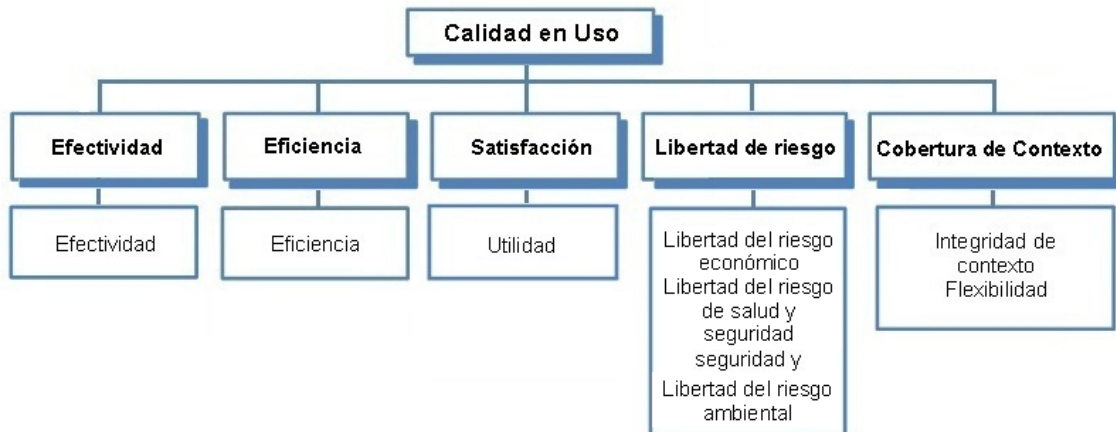 Calidad en Uso
Efectividad
Eficiencia
Satisfacción
Libertad de riesgo
Cobertura de Contexto
Efectividad
Eficiencia
Utilidad
Libertad del riesgo
económico
Libertad del riesgo
de salud y
seguridad
seguridad y
Libertad del riesgo
ambiental
Integridad de
contexto
Flexibilidad